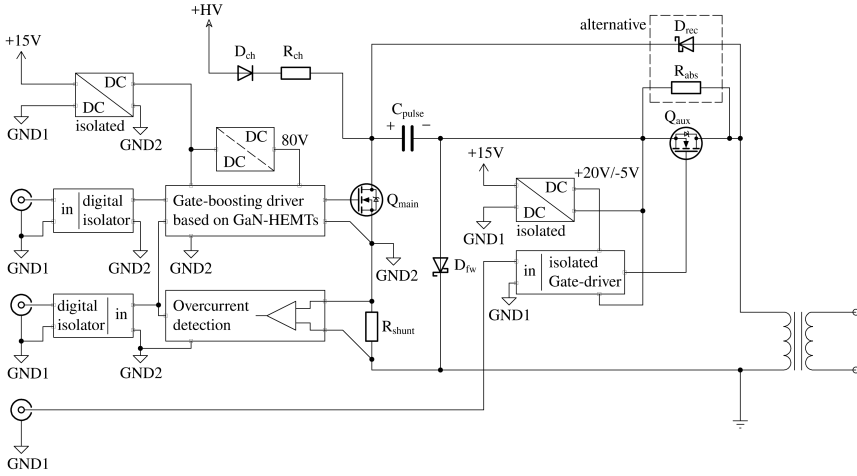 +HV
alternative
D_rec
+15V
D_ch
R_ch
DC
DC
R_abs
GND1
isolated
GND2
C_pulse
+
−
Q_aux
DC
DC
80V
+15V
+20V/-5V
DC
DC
in
digital
isolator
Gate-boosting driver
based on GaN-HEMTs
Q_main
GND1
isolated
GND1
GND2
GND2
GND2
D_fw
in
isolated
Gate-driver
digital
isolator
in
Overcurrent
detection
R_shunt
GND1
GND1
GND2
GND1